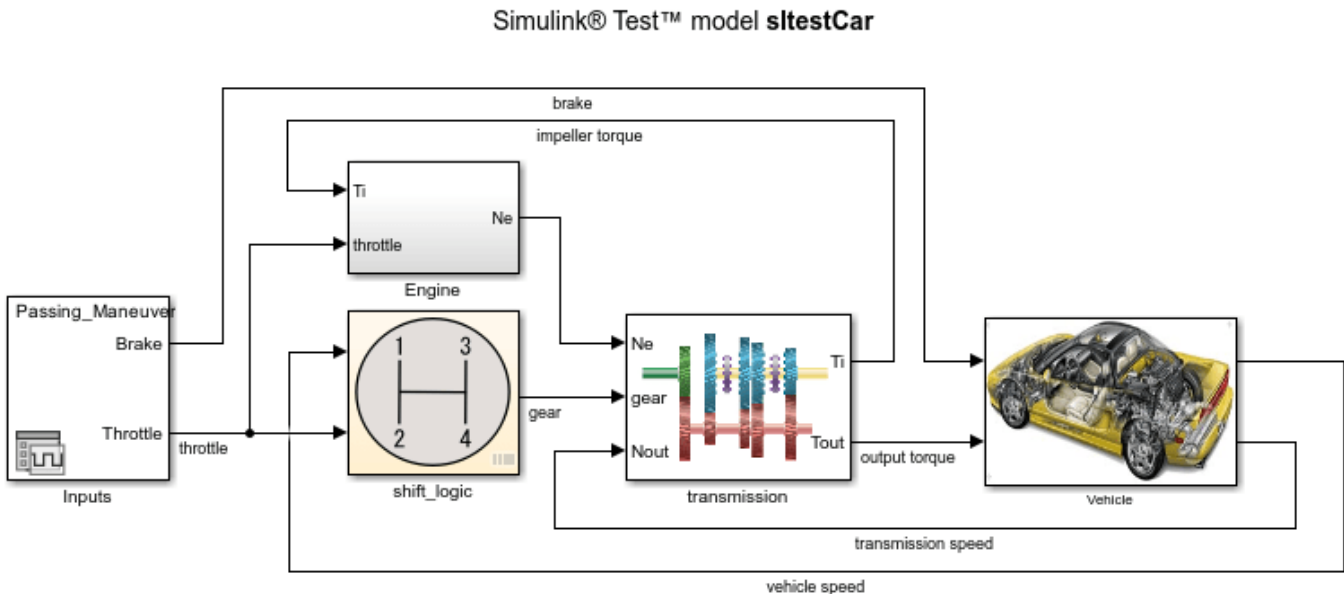 Simulink® Test™ model sltestCar
brake
impeller torque
Ti
Ne
throttle
Engine
Passing_Maneuver
Brake
Throttle
Inputs
throttle
1 3
2 4
shift_logic
gear
Ne
gear
Nout
Ti
Tout
transmission
output torque
Vehicle
transmission speed
vehicle speed